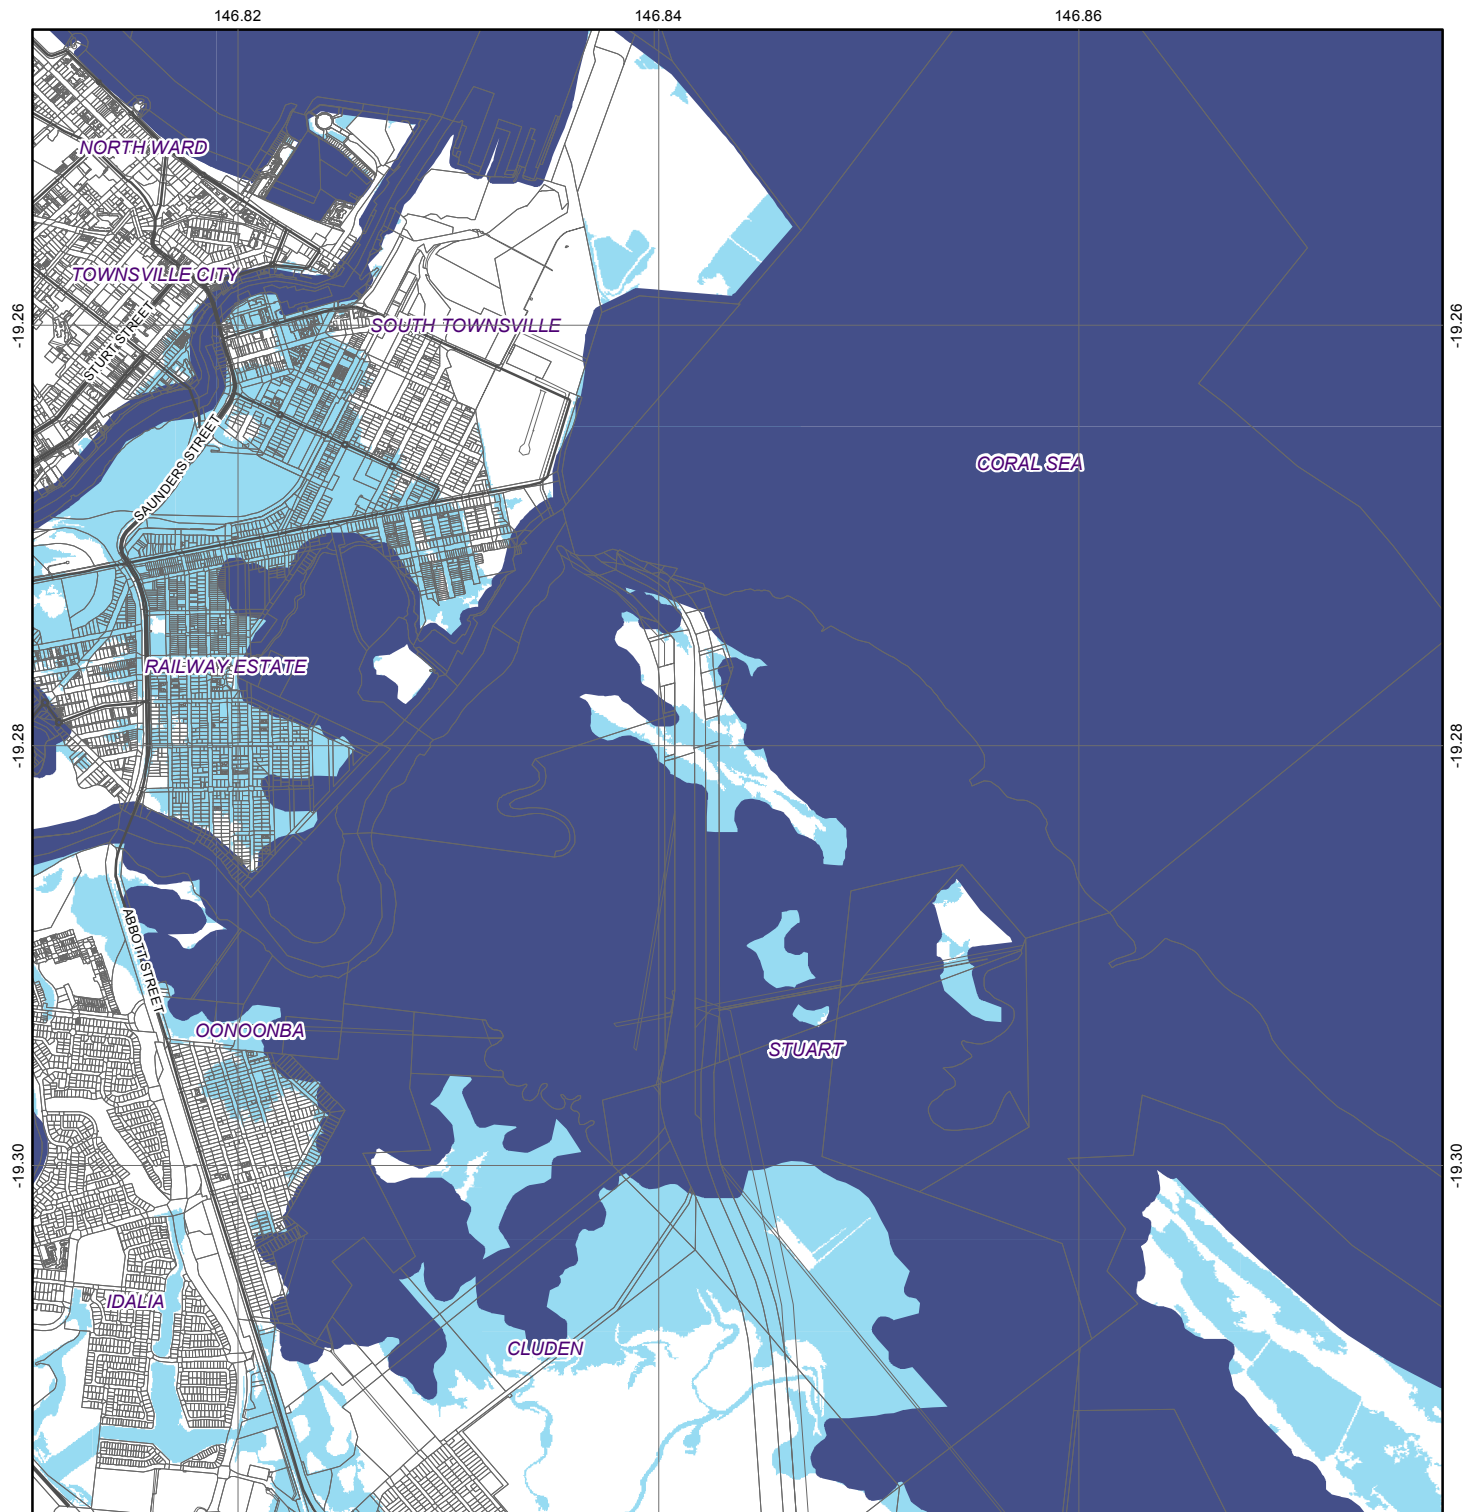 146.82
146.84
146.86
NORTH WARD
TOWNSVILLE CITY
SOUTH TOWNSVILLE
-19.26
-19.26
STURT STREET
SAUNDERS STREET
CORAL SEA
RAILWAY ESTATE
-19.28
-19.28
ABBOTT STREET
OONOONBA
STUART
-19.30
-19.30
IDALIA
CLUDEN